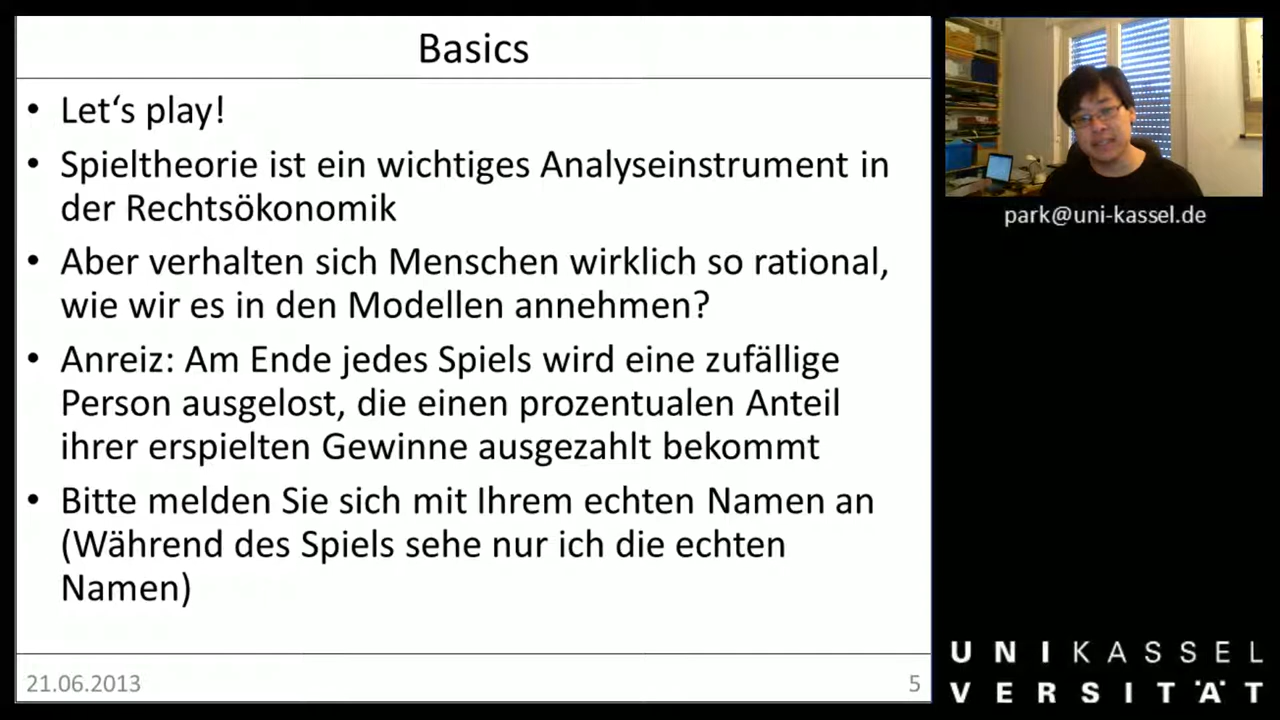 Basics
• Let‘s play!
• Spieltheorie ist ein wichtiges Analyseinstrument in
der Rechtsökonomik
• Aber verhalten sich Menschen wirklich so rational,
wie wir es in den Modellen annehmen?
• Anreiz: Am Ende jedes Spiels wird eine zufällige
Person ausgelost, die einen prozentualen Anteil
ihrer erspielten Gewinne ausgezahlt bekommt
• Bitte melden Sie sich mit Ihrem echten Namen an
(Während des Spiels sehe nur ich die echten
Namen)
21.06.2013
5
park@uni-kassel.de
UNIKASSEL
VERSITÄT